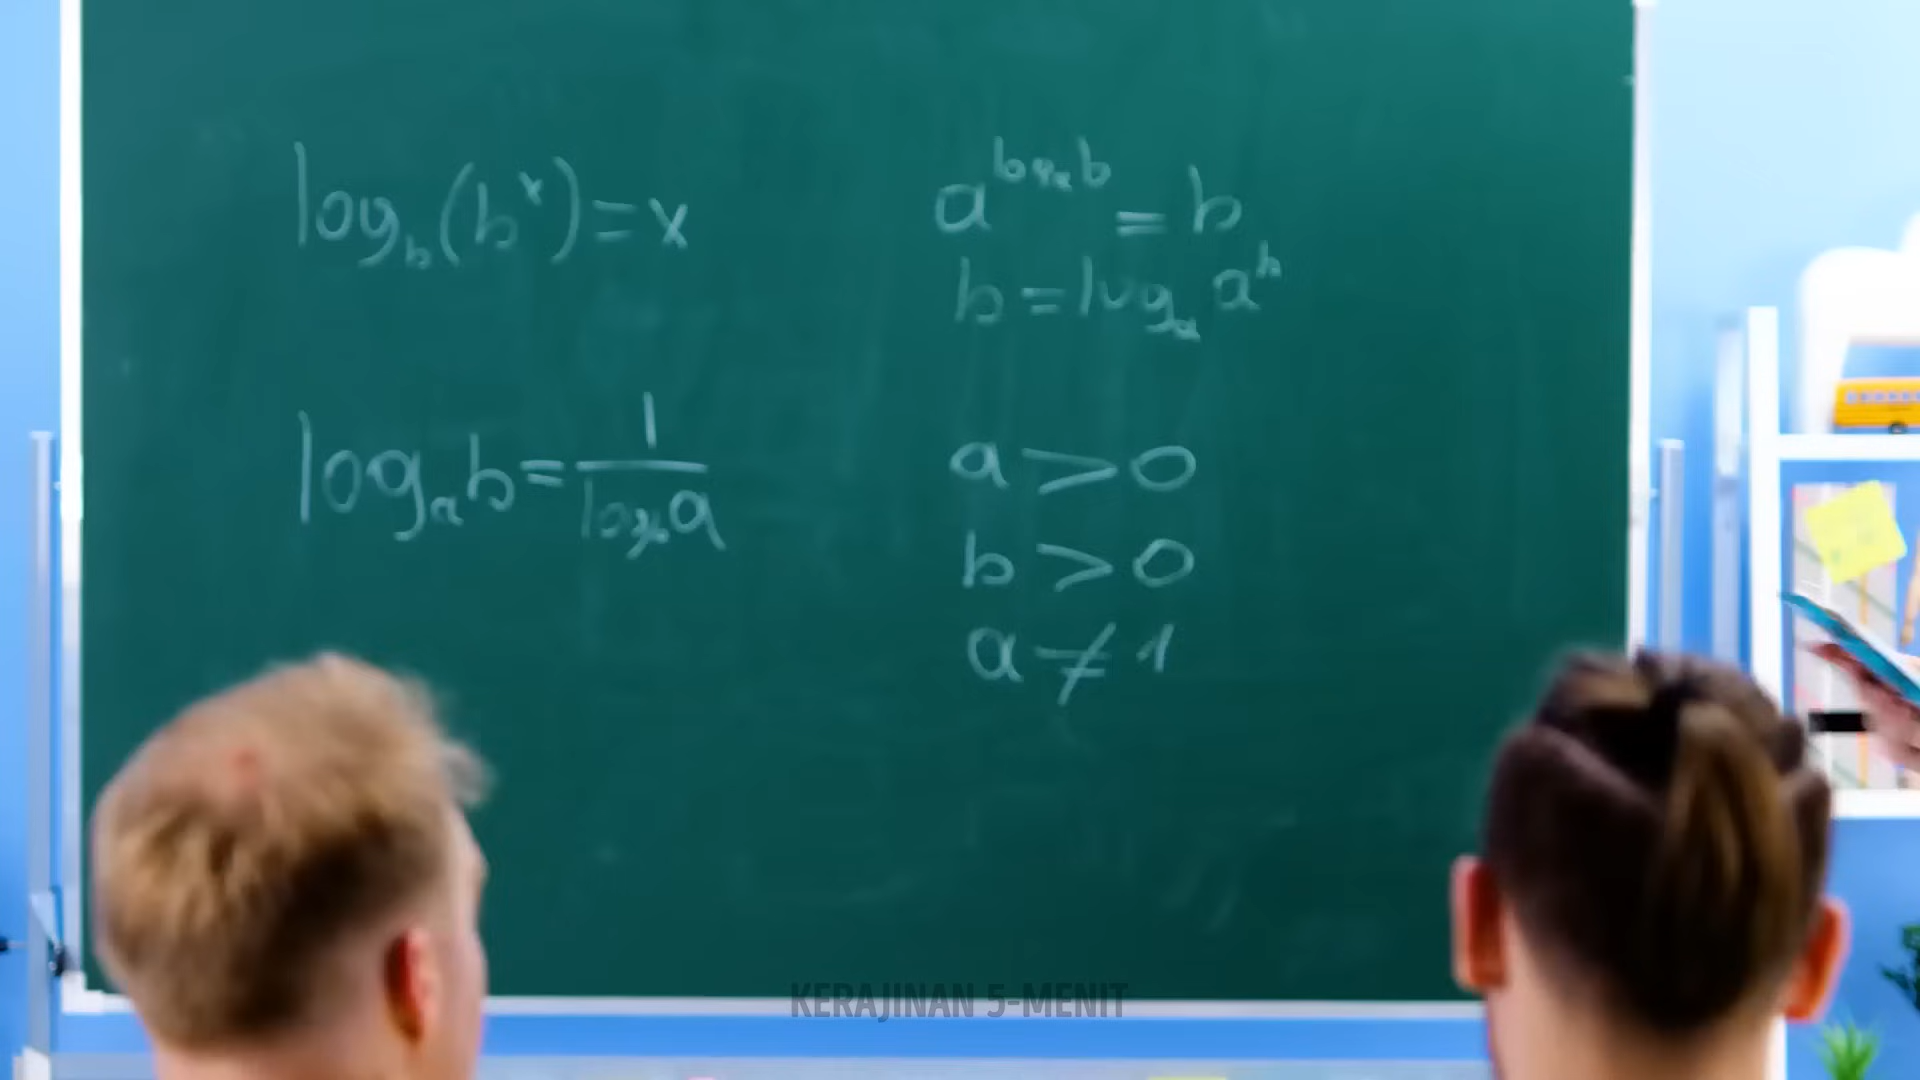 log_b(b^x)=x
a^{log_a b}=b
b=log_a a^b
log_a b=1/log_b a
a>0
b>0
a≠1
KERAJINAN 5-MENIT